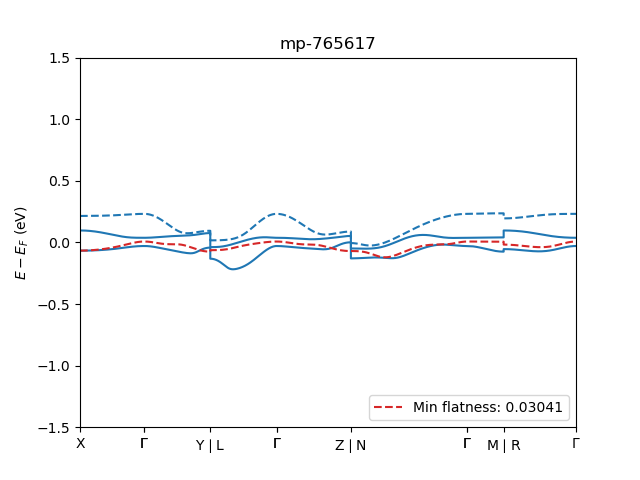 mp-765617
1.5
1.0
0.5
0.0
−0.5
−1.0
−1.5
E − E_F (eV)
Min flatness: 0.03041
X Γ Y | L Γ Z | N Γ M | R Γ